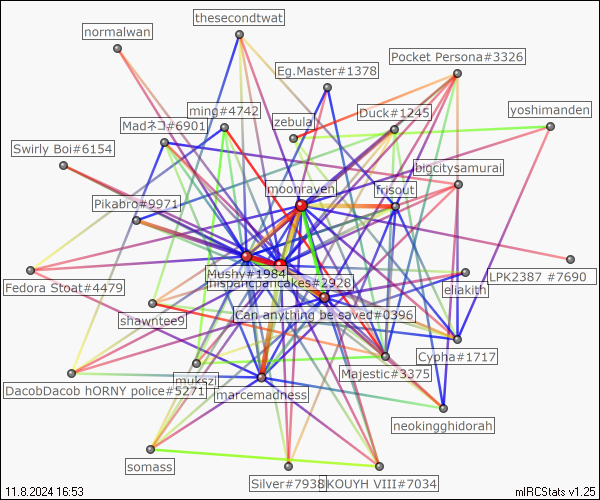 thesecondtwat
normalwan
Pocket Persona#3326
Eg.Master#1378
ming#4742
Duck#1245
yoshimanden
zebula
Madネコ#6901
Swirly Boi#6154
bigcitysamurai
moonraven
frisout
Pikabro#9971
Mushy#1984
LPK2387 #7690
hispanicpancakes#2928
Fedora Stoat#4479
eliakith
Can anything be saved#0396
shawntee9
Cypha#1717
Majestic#3375
mukszi
DacobDacob hORNY police#5271
marcemadness
neokingghidorah
somass
Silver#7938
KOUYH VIII#7034
11.8.2024 16:53
mIRCStats v1.25